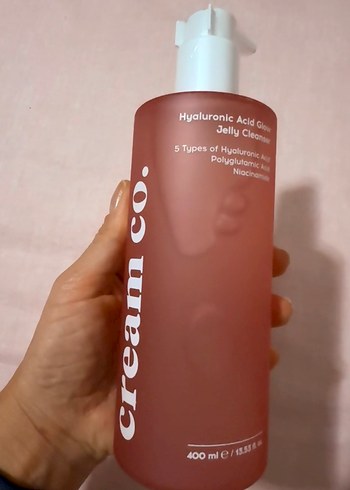 Hyaluronic Acid Glow
Jelly Cleanser
5 Types of Hyaluronic Acid
Polyglutamic Acid
Niacinamide
cream co.
400 ml ℮ / 13.53 fl.